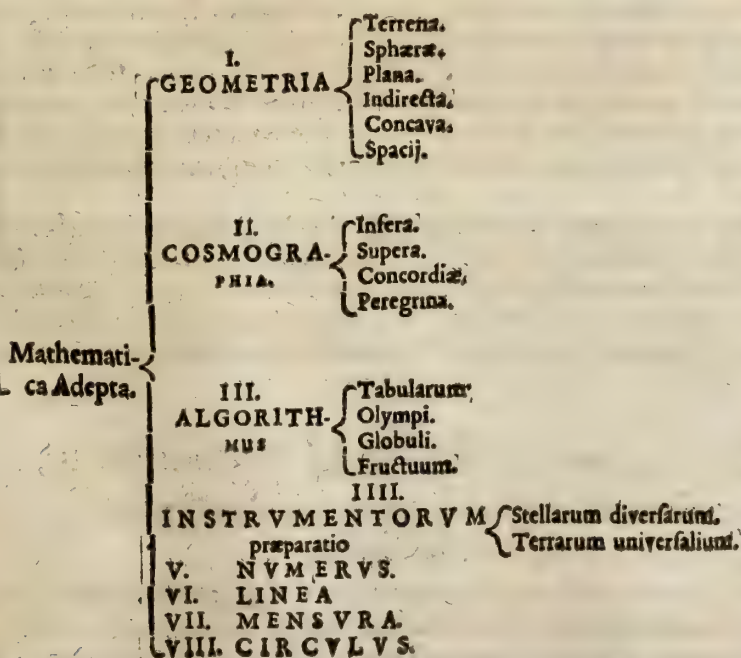 I.
GEOMETRIA
Terrena.
Sphæræ.
Plana.
Indirecta.
Concava.
Spacij.
II.
COSMOGRA-
PHIA.
Infera.
Supera.
Concordiæ.
Peregrina.
Mathemati-
ca Adepta.
III.
ALGORITH-
MUS
Tabularum.
Olympi.
Globuli.
Fructuum.
IIII.
INSTRVMENTORVM
præparatio
Stellarum diversarum.
Terrarum universalium.
V. NVMERVS.
VI. LINEA
VII. MENSVRA.
VIII. CIRCVLVS.